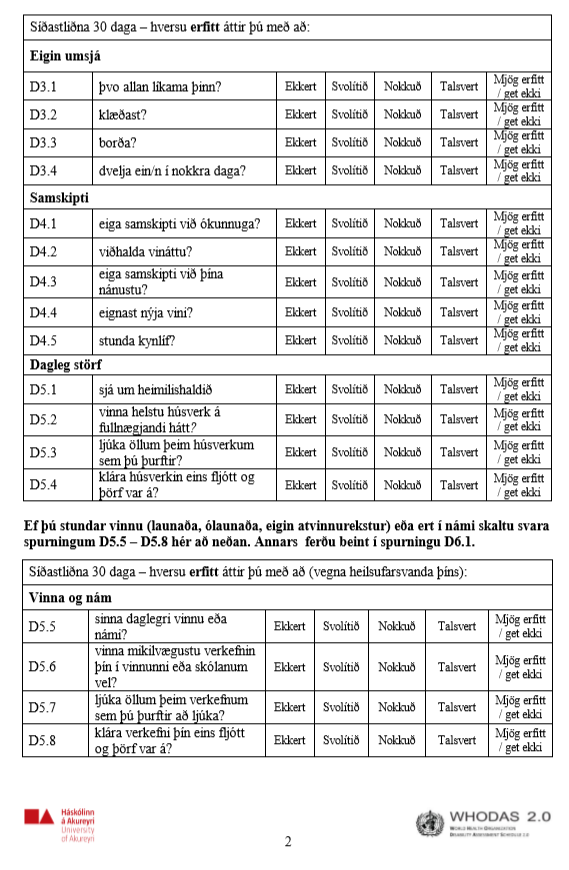 Síðastliðna 30 daga – hversu erfitt áttir þú með að:
Eigin umsjá
D3.1 þvo allan líkama þinn? Ekkert Svolítið Nokkuð Talsvert Mjög erfitt / get ekki
D3.2 klæðast? Ekkert Svolítið Nokkuð Talsvert Mjög erfitt / get ekki
D3.3 borða? Ekkert Svolítið Nokkuð Talsvert Mjög erfitt / get ekki
D3.4 dvelja ein/n í nokkra daga? Ekkert Svolítið Nokkuð Talsvert Mjög erfitt / get ekki
Samskipti
D4.1 eiga samskipti við ókunnuga? Ekkert Svolítið Nokkuð Talsvert Mjög erfitt / get ekki
D4.2 viðhalda vináttu? Ekkert Svolítið Nokkuð Talsvert Mjög erfitt / get ekki
D4.3 eiga samskipti við þína nánustu? Ekkert Svolítið Nokkuð Talsvert Mjög erfitt / get ekki
D4.4 eignast nýja vini? Ekkert Svolítið Nokkuð Talsvert Mjög erfitt / get ekki
D4.5 stunda kynlíf? Ekkert Svolítið Nokkuð Talsvert Mjög erfitt / get ekki
Dagleg störf
D5.1 sjá um heimilishaldið Ekkert Svolítið Nokkuð Talsvert Mjög erfitt / get ekki
D5.2 vinna helstu húsverk á fullnægjandi hátt? Ekkert Svolítið Nokkuð Talsvert Mjög erfitt / get ekki
D5.3 ljúka öllum þeim húsverkum sem þú þurftir? Ekkert Svolítið Nokkuð Talsvert Mjög erfitt / get ekki
D5.4 klára húsverkin eins fljótt og þörf var á? Ekkert Svolítið Nokkuð Talsvert Mjög erfitt / get ekki
Ef þú stundar vinnu (launaða, ólaunaða, eigin atvinnurekstur) eða ert í námi skaltu svara
spurningum D5.5 – D5.8 hér að neðan. Annars ferðu beint í spurningu D6.1.
Síðastliðna 30 daga – hversu erfitt áttir þú með að (vegna heilsufarsvanda þíns):
Vinna og nám
D5.5 sinna daglegri vinnu eða námi? Ekkert Svolítið Nokkuð Talsvert Mjög erfitt / get ekki
D5.6 vinna mikilvægustu verkefnin þín í vinnunni eða skólanum vel? Ekkert Svolítið Nokkuð Talsvert Mjög erfitt / get ekki
D5.7 ljúka öllum þeim verkefnum sem þú þurftir að ljúka? Ekkert Svolítið Nokkuð Talsvert Mjög erfitt / get ekki
D5.8 klára verkefni þín eins fljótt og þörf var á? Ekkert Svolítið Nokkuð Talsvert Mjög erfitt / get ekki
Háskólinn
á Akureyri
University
of Akureyri
2
WHODAS 2.0
World Health Organization
Disability Assessment Schedule 2.0